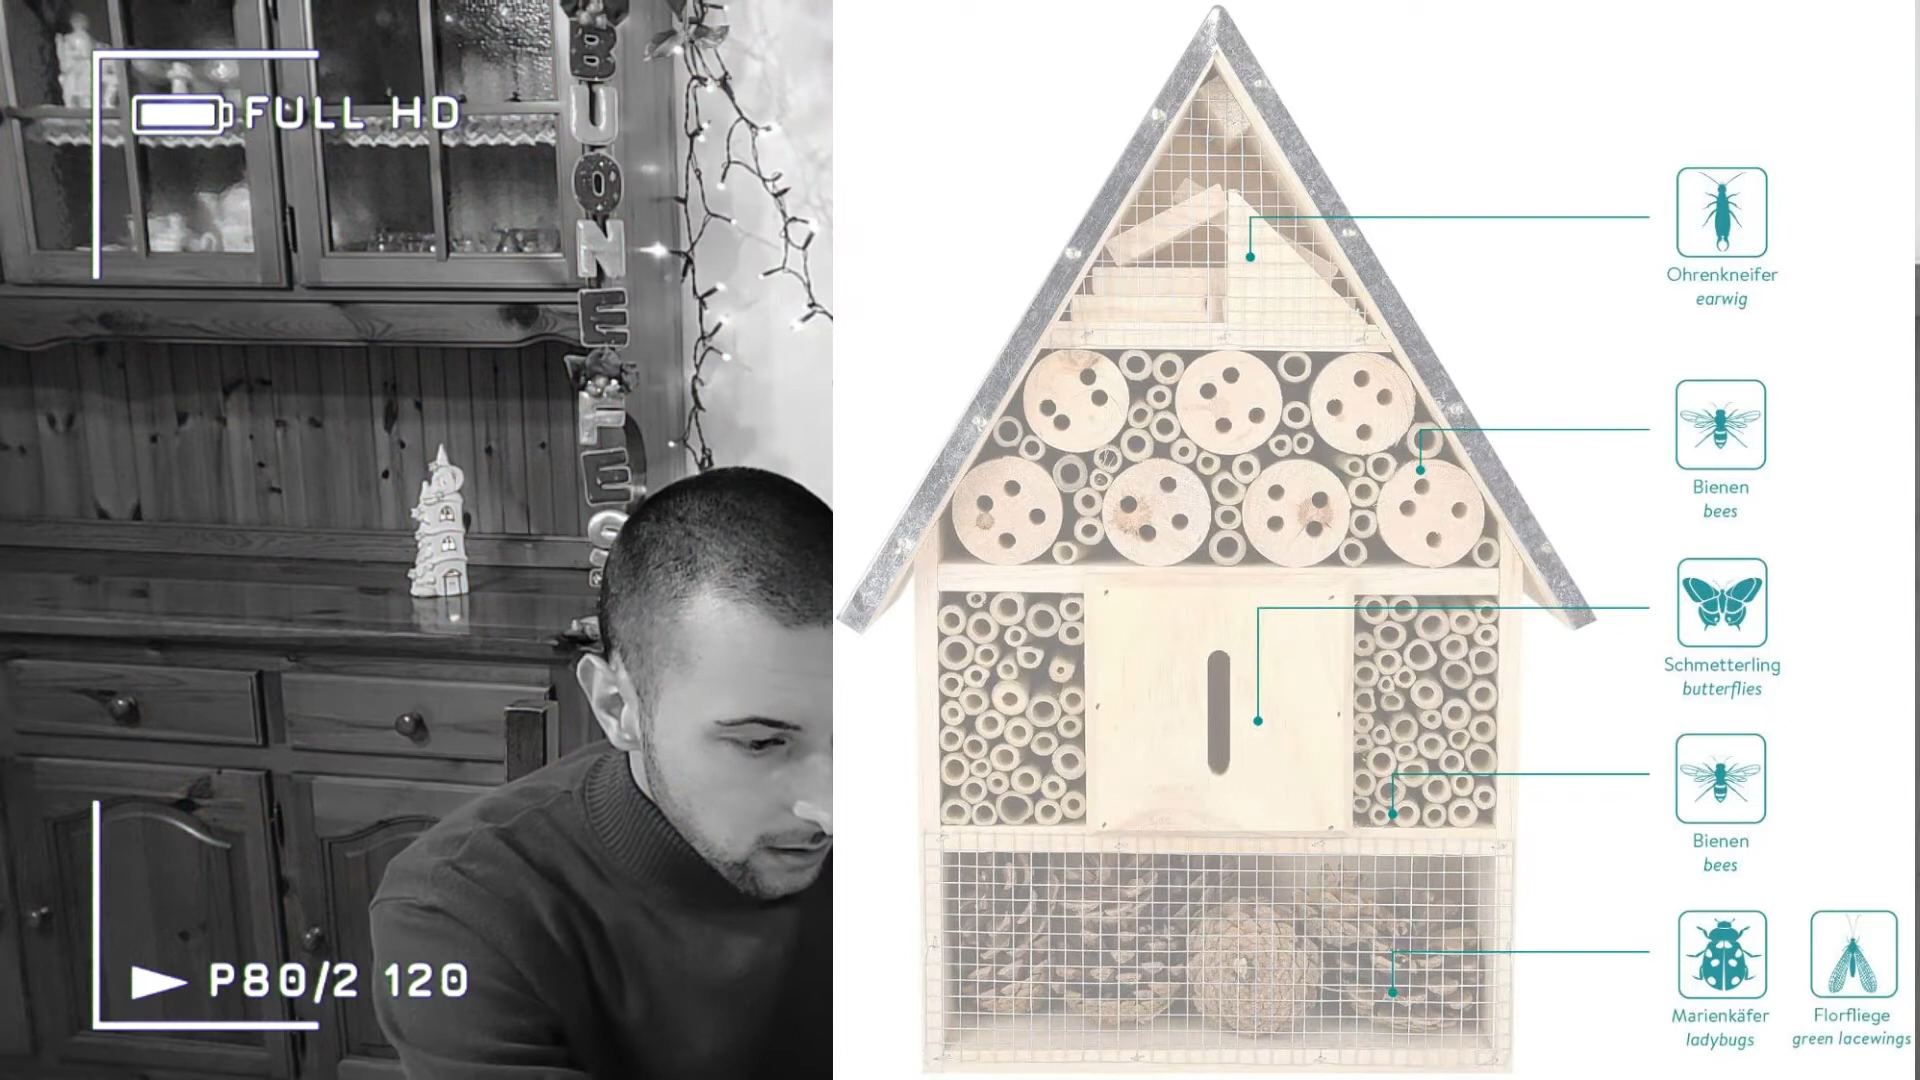 FULL HD
BUONE FE
P80/2 120
Ohrenkneifer
earwig
Bienen
bees
Schmetterling
butterflies
Bienen
bees
Marienkäfer
ladybugs
Florfliege
green lacewings